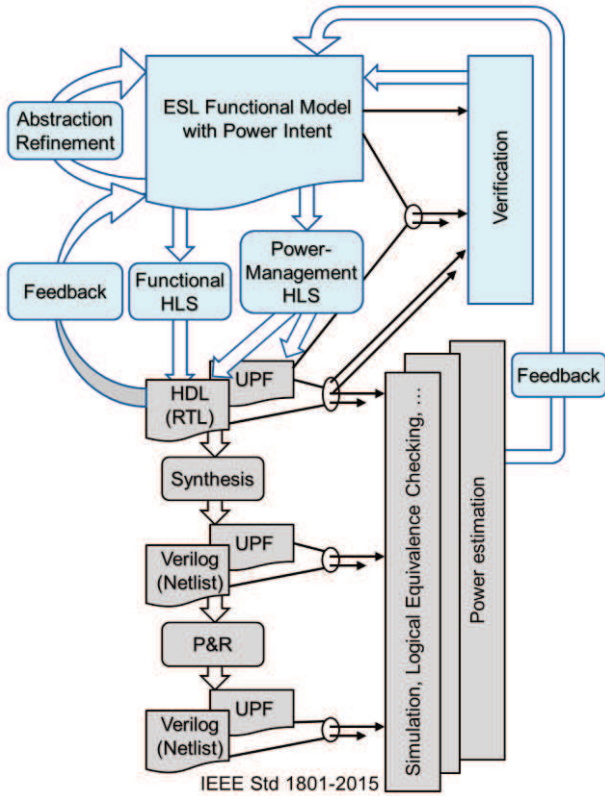 ESL Functional Model
with Power Intent
Abstraction
Refinement
Verification
Feedback
Functional
HLS
Power-
Management
HLS
Feedback
UPF
HDL
(RTL)
Synthesis
UPF
Verilog
(Netlist)
P&R
UPF
Verilog
(Netlist)
Simulation, Logical Equivalence Checking, ...
Power estimation
IEEE Std 1801-2015